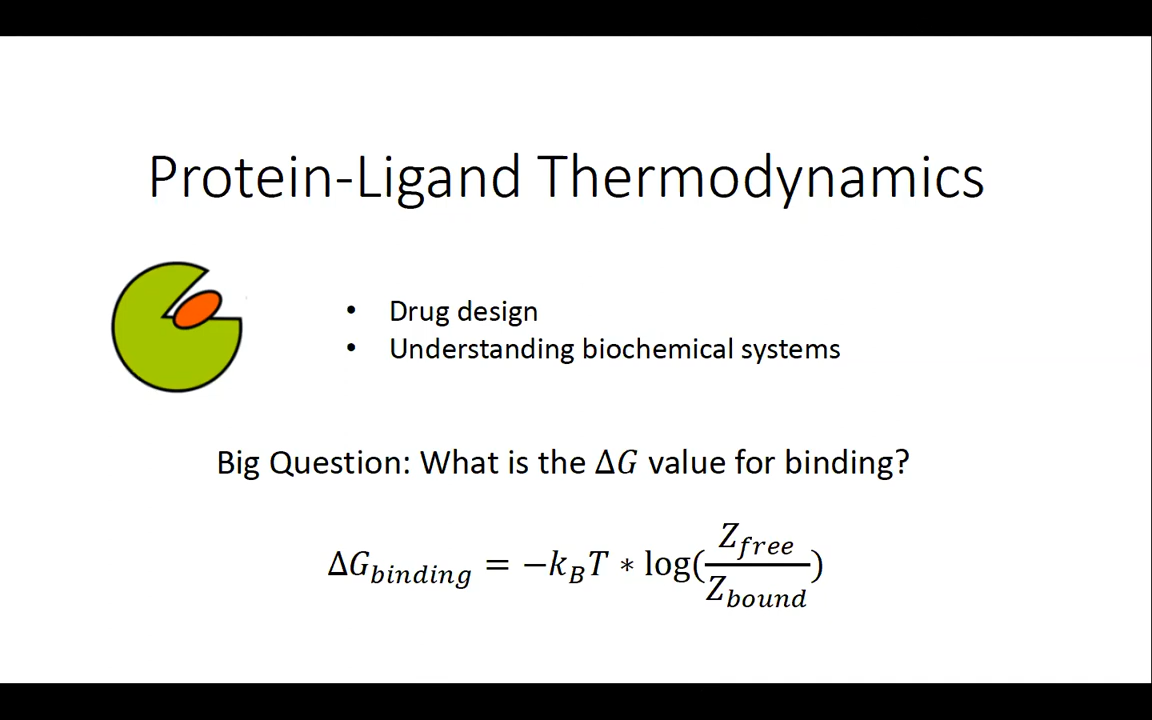 Protein-Ligand Thermodynamics
• Drug design
• Understanding biochemical systems
Big Question: What is the ΔG value for binding?
ΔG_binding = −k_B T ∗ log(Z_free / Z_bound)